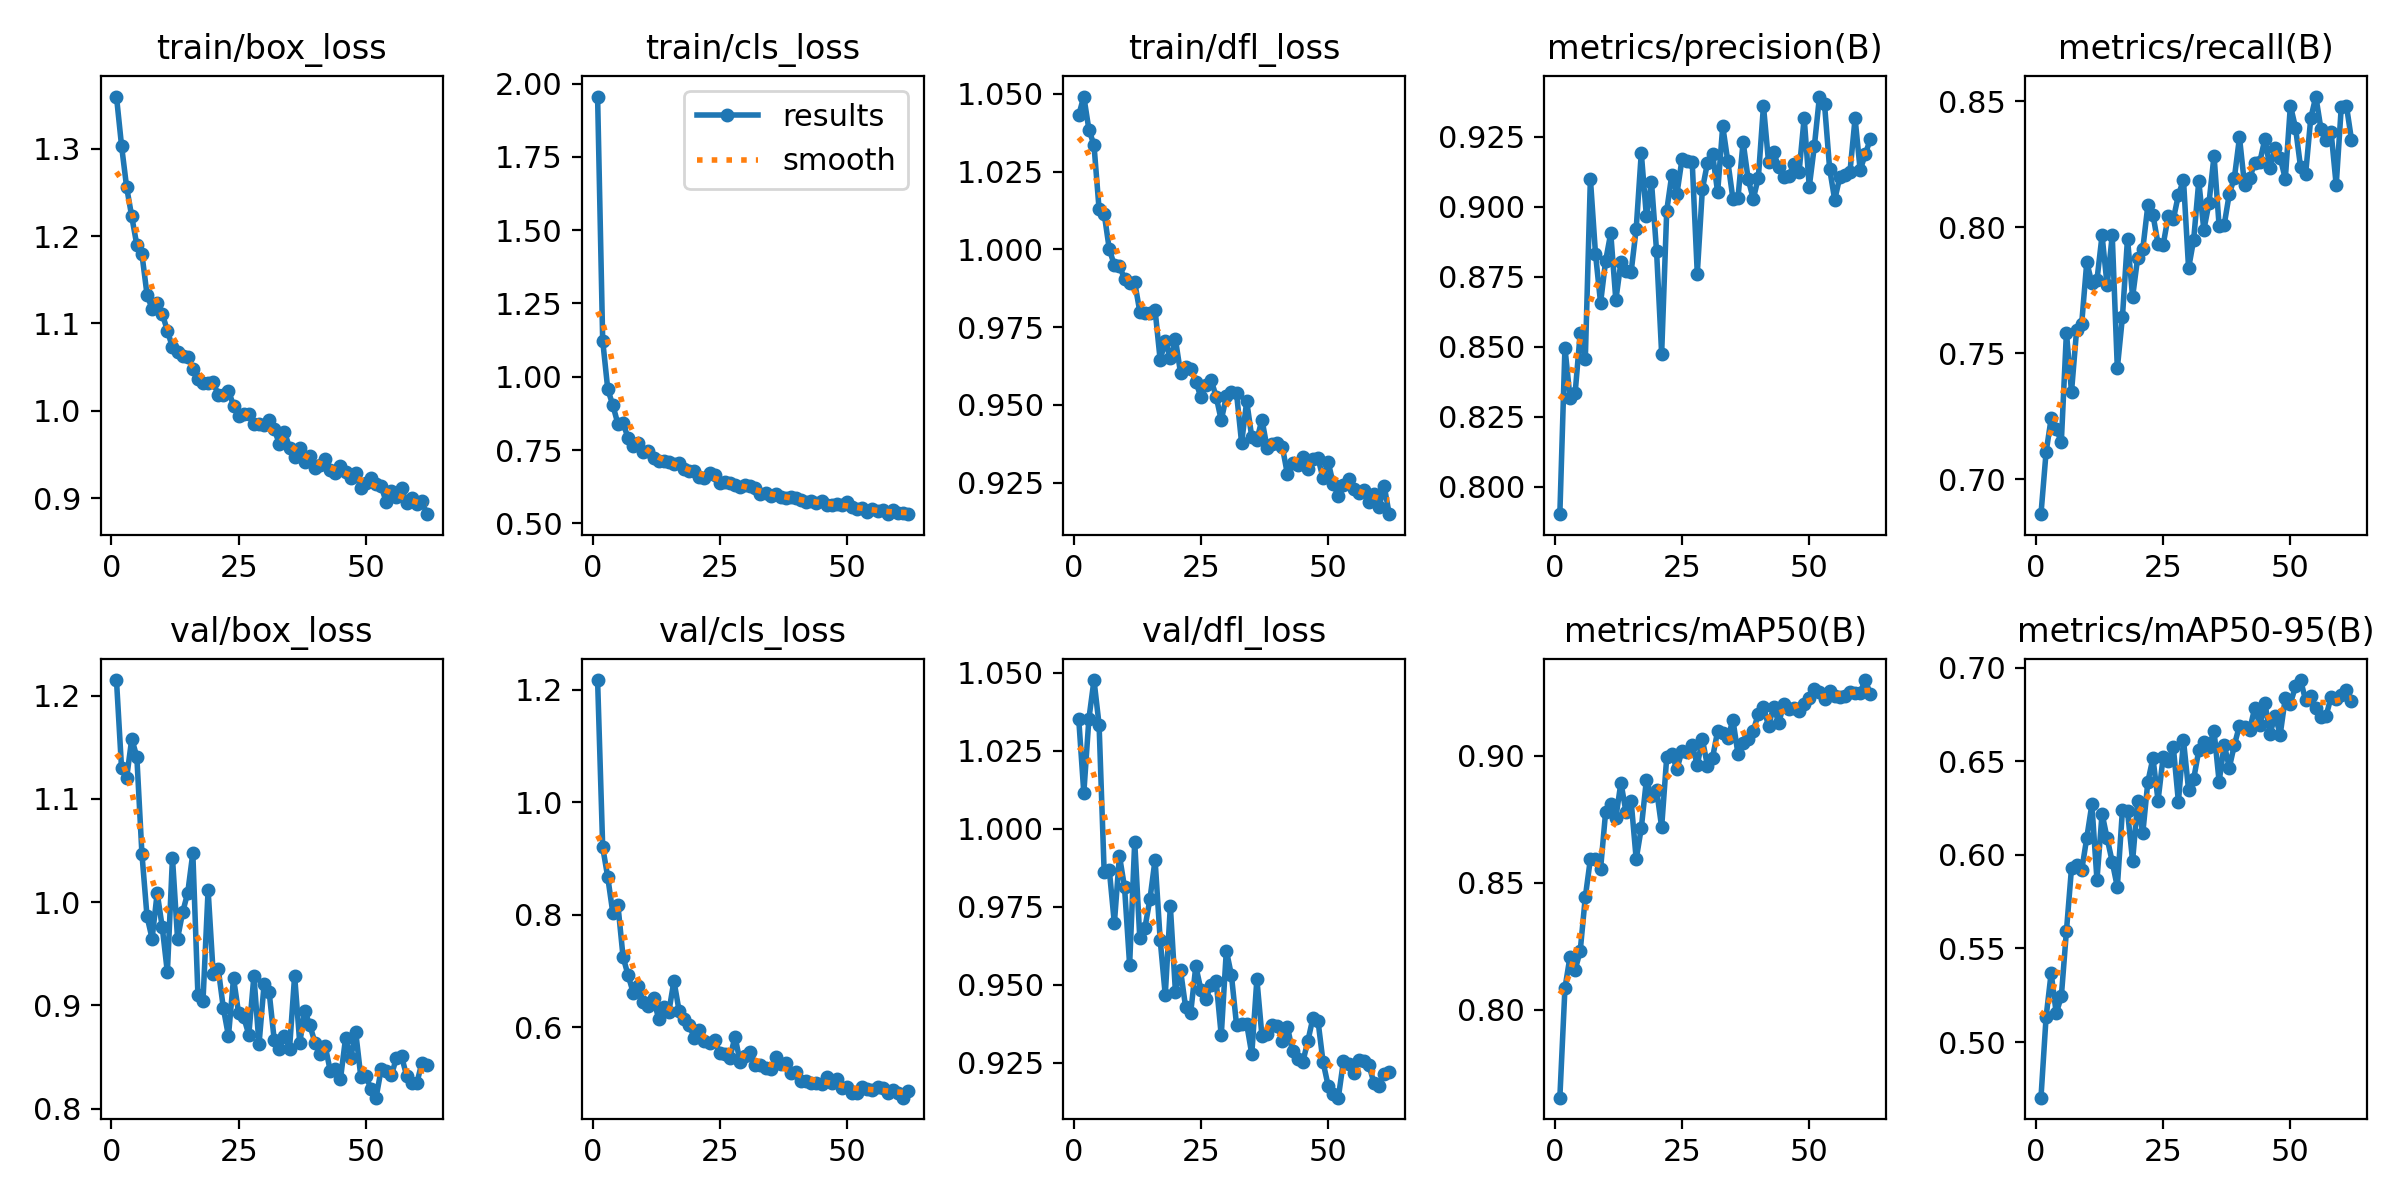 train/box_loss
1.3
1.2
1.1
1.0
0.9
0 25 50
train/cls_loss
results
smooth
2.00
1.75
1.50
1.25
1.00
0.75
0.50
0 25 50
train/dfl_loss
1.050
1.025
1.000
0.975
0.950
0.925
0 25 50
metrics/precision(B)
0.925
0.900
0.875
0.850
0.825
0.800
0 25 50
metrics/recall(B)
0.85
0.80
0.75
0.70
0 25 50
val/box_loss
1.2
1.1
1.0
0.9
0.8
0 25 50
val/cls_loss
1.2
1.0
0.8
0.6
0 25 50
val/dfl_loss
1.050
1.025
1.000
0.975
0.950
0.925
0 25 50
metrics/mAP50(B)
0.90
0.85
0.80
0 25 50
metrics/mAP50-95(B)
0.70
0.65
0.60
0.55
0.50
0 25 50